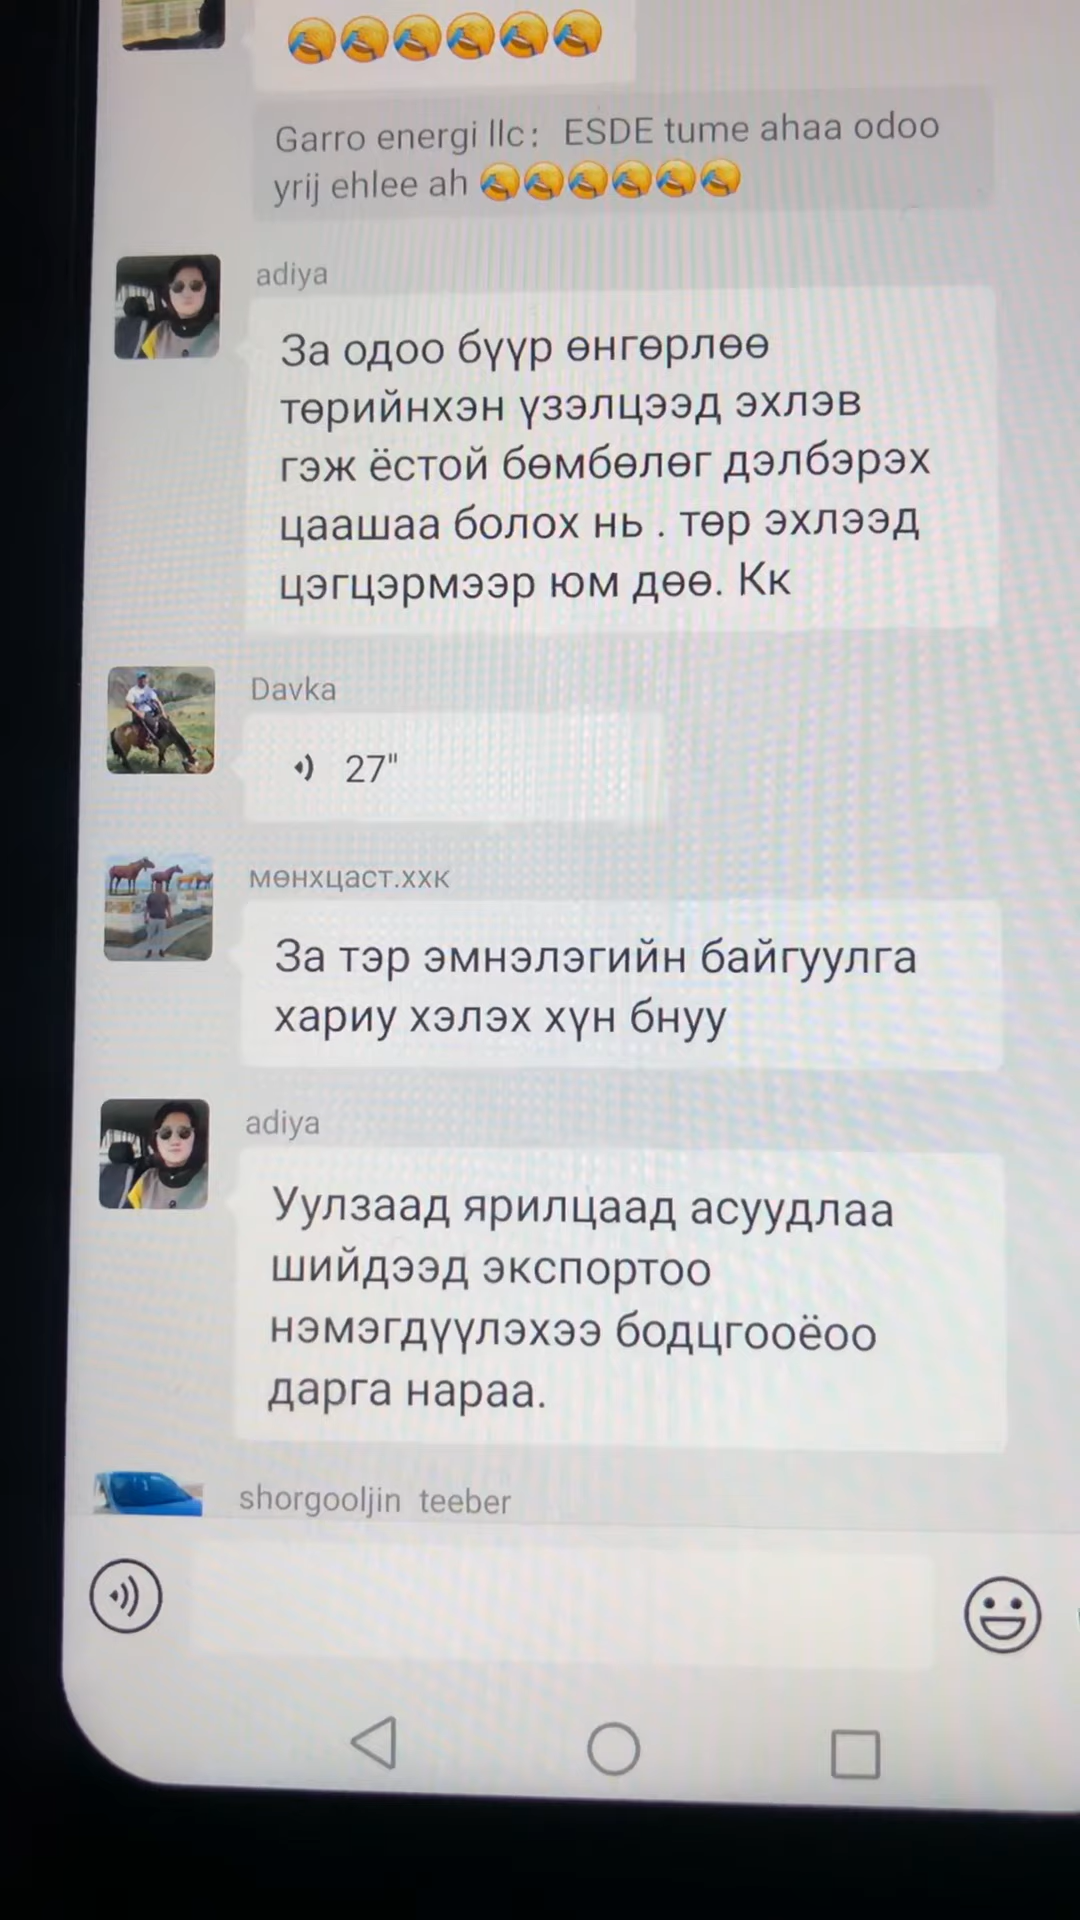 Garro energi llc: ESDE tume ahaa odoo
yrij ehlee ah
adiya
За одоо бүүр өнгөрлөө
төрийнхэн үзэлцээд эхлэв
гэж ёстой бөмбөлөг дэлбэрэх
цаашаа болох нь . төр эхлээд
цэгцэрмээр юм дөө. Кк
Davka
27"
мөнхцаст.ххк
За тэр эмнэлэгийн байгуулга
хариу хэлэх хүн бнуу
adiya
Уулзаад ярилцаад асуудлаа
шийдээд экспортоо
нэмэгдүүлэхээ бодцгооёоо
дарга нараа.
shorgooljin teeber